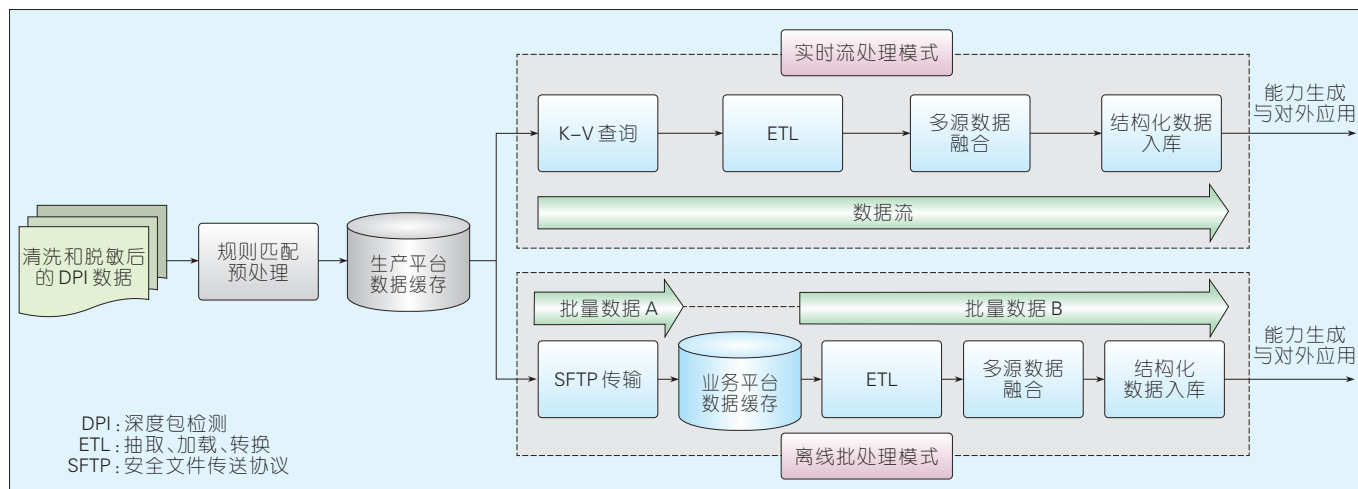 实时流处理模式
K-V 查询
ETL
多源数据
融合
结构化数据
入库
能力生成
与对外应用
数据流
清洗和脱敏后
的 DPI 数据
规则匹配
预处理
生产平台
数据缓存
批量数据 A
批量数据 B
SFTP 传输
业务平台
数据缓存
ETL
多源数据
融合
结构化
数据入库
能力生成
与对外应用
离线批处理模式
DPI:深度包检测
ETL:抽取、加载、转换
SFTP:安全文件传送协议